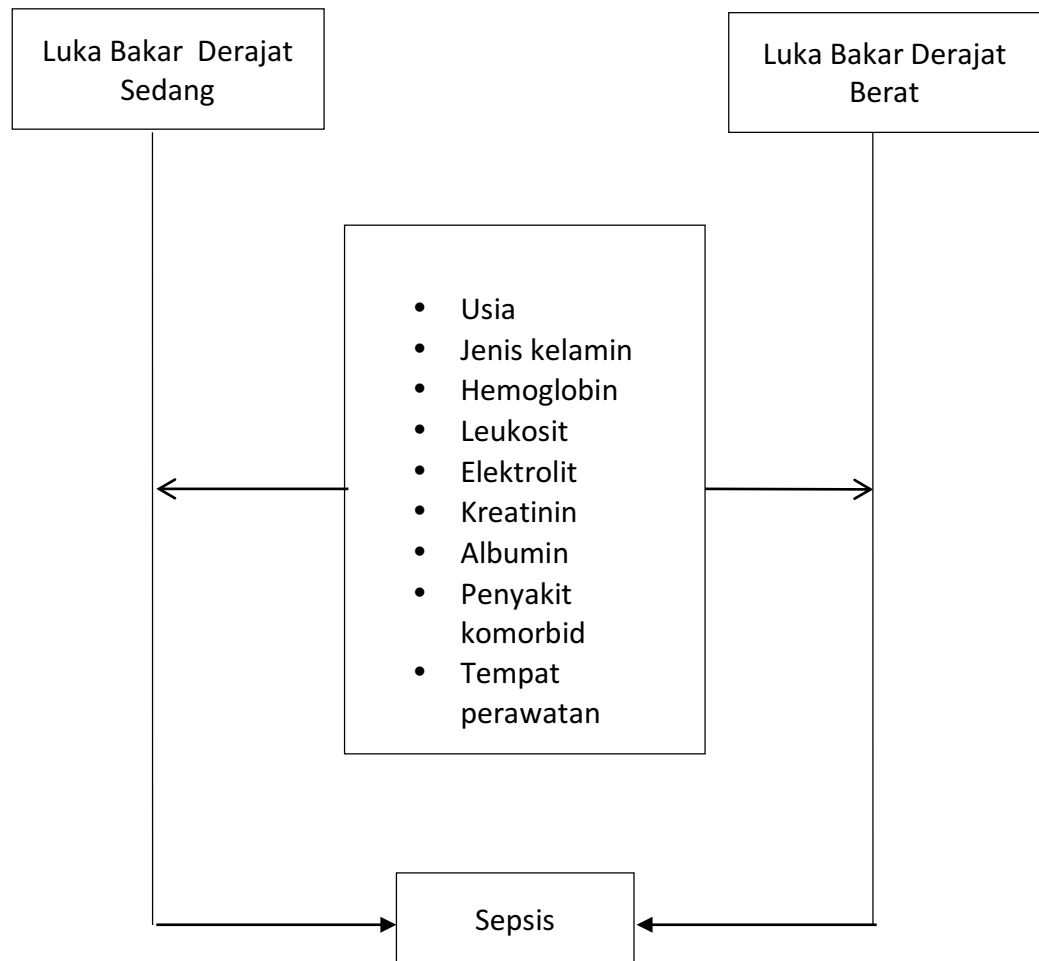 Luka Bakar  Derajat
Sedang
Luka Bakar Derajat
Berat
• Usia
• Jenis kelamin
• Hemoglobin
• Leukosit
• Elektrolit
• Kreatinin
• Albumin
• Penyakit
komorbid
• Tempat
perawatan
Sepsis